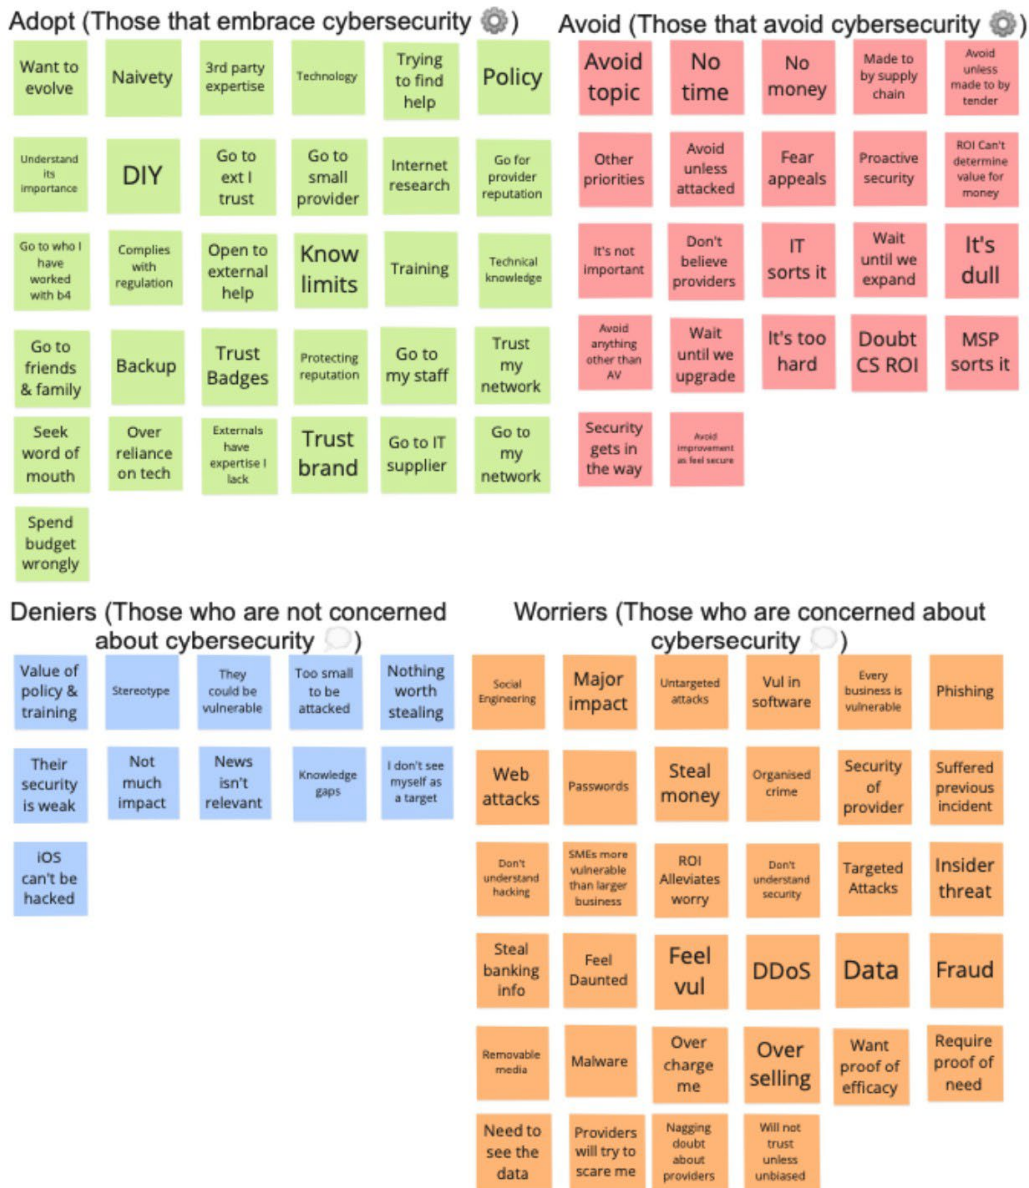 Adopt (Those that embrace cybersecurity )
Want to
evolve
Naivety
3rd party
expertise
Technology
Trying
to find
help
Policy
Understand
its
importance
DIY
Go to
ext I
trust
Go to
small
provider
Internet
research
Go for
provider
reputation
Go to who I
have
worked
with b4
Complies
with
regulation
Open to
external
help
Know
limits
Training
Technical
knowledge
Go to
friends
& family
Backup
Trust
Badges
Protecting
reputation
Go to
my staff
Trust
my
network
Seek
word of
mouth
Over
reliance
on tech
Externals
have
expertise I
lack
Trust
brand
Go to IT
supplier
Go to
my
network
Spend
budget
wrongly
Avoid (Those that avoid cybersecurity )
Avoid
topic
No
time
No
money
Made to
by supply
chain
Avoid
unless
made to by
tender
Other
priorities
Avoid
unless
attacked
Fear
appeals
Proactive
security
ROI Can't
determine
value for
money
It's not
important
Don't
believe
providers
IT
sorts it
Wait
until we
expand
It's
dull
Avoid
anything
other than
AV
Wait
until we
upgrade
It's too
hard
Doubt
CS ROI
MSP
sorts it
Security
gets in
the way
Avoid
improvement
as feel secure
Deniers (Those who are not concerned
about cybersecurity )
Value of
policy &
training
Stereotype
They
could be
vulnerable
Too small
to be
attacked
Nothing
worth
stealing
Their
security
is weak
Not
much
impact
News
isn't
relevant
Knowledge
gaps
I don't see
myself as
a target
iOS
can't be
hacked
Worriers (Those who are concerned about
cybersecurity )
Social
Engineering
Major
impact
Untargeted
attacks
Vul in
software
Every
business is
vulnerable
Phishing
Web
attacks
Passwords
Steal
money
Organised
crime
Security
of
provider
Suffered
previous
incident
Don't
understand
hacking
SMEs more
vulnerable
than larger
business
ROI
Alleviates
worry
Don't
understand
security
Targeted
Attacks
Insider
threat
Steal
banking
info
Feel
Daunted
Feel
vul
DDoS
Data
Fraud
Removable
media
Malware
Over
charge
me
Over
selling
Want
proof of
efficacy
Require
proof of
need
Need to
see the
data
Providers
will try to
scare me
Nagging
doubt
about
providers
Will not
trust
unless
unbiased